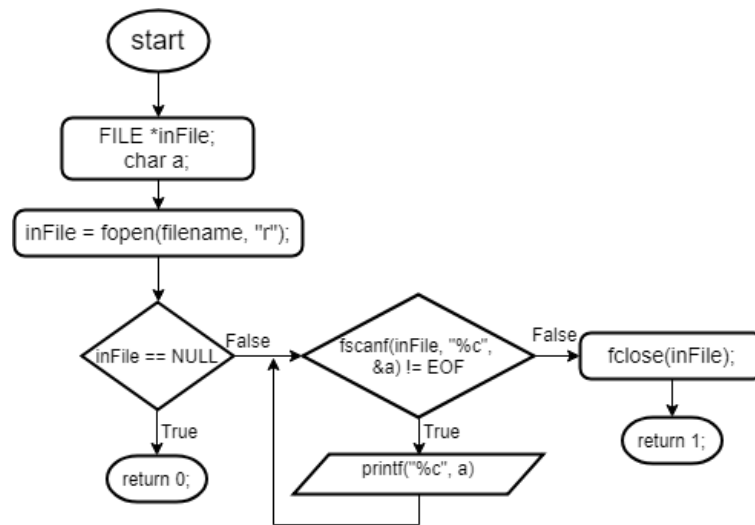 start
FILE *inFile;
char a;
inFile = fopen(filename, "r");
inFile == NULL
False
fscanf(inFile, "%c",
&a) != EOF
False
fclose(inFile);
True
return 0;
True
printf("%c", a)
return 1;